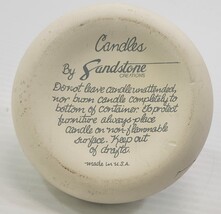 Candles
By Sandstone
CREATIONS
Do not leave candle unattended,
nor burn candle completely to
bottom of container. To protect
furniture always place
candle on non-flammable
surface. Keep out
of drafts.
made in U.S.A.